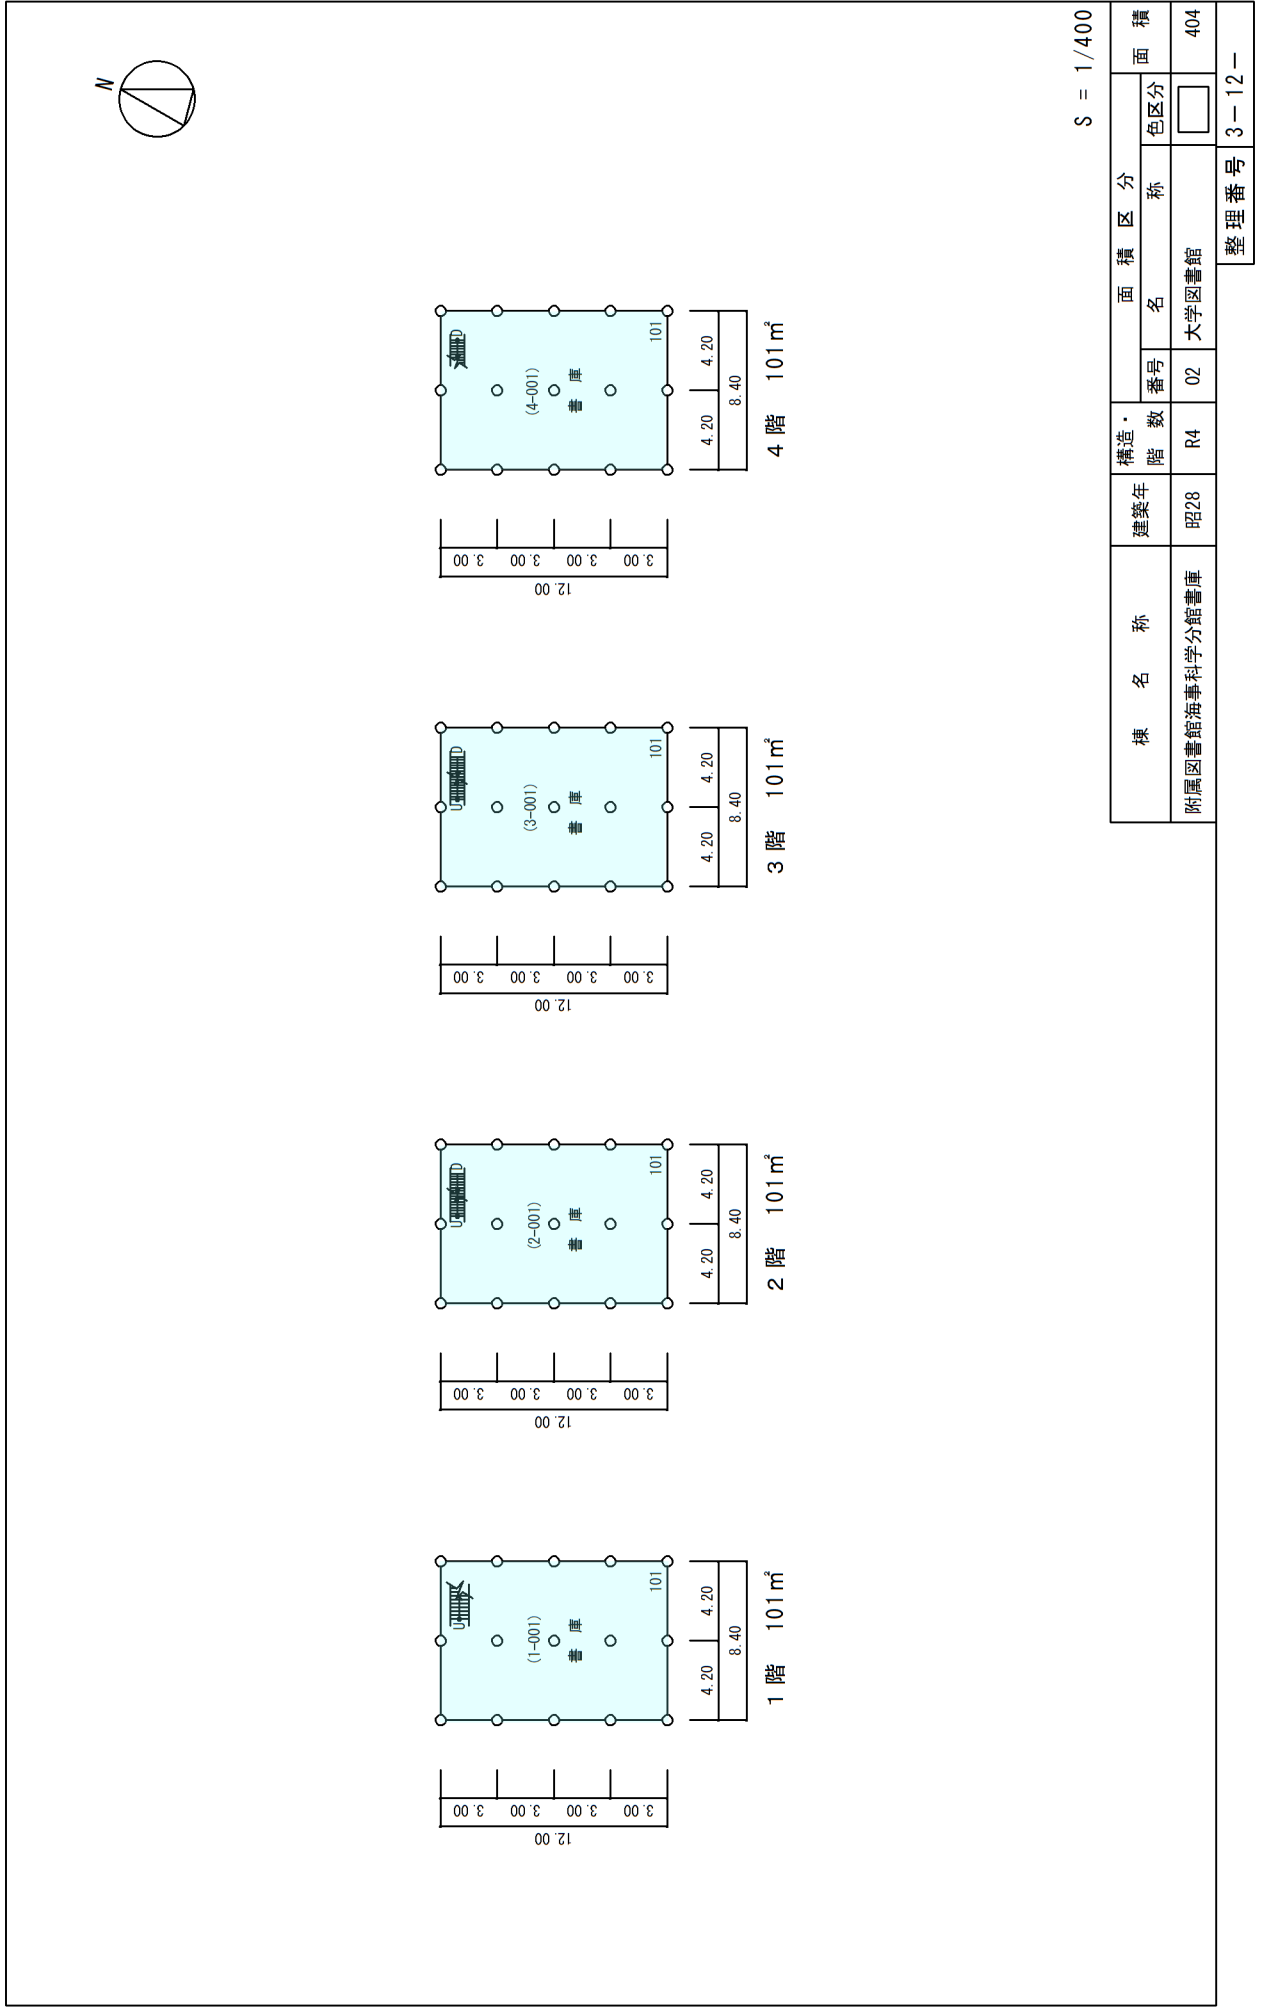 N
1階 101㎡
(1-001)
書 庫
101
U
4.20 4.20
8.40
3.00 3.00 3.00 3.00
12.00
2階 101㎡
(2-001)
書 庫
101
U D
4.20 4.20
8.40
3.00 3.00 3.00 3.00
12.00
3階 101㎡
(3-001)
書 庫
101
U D
4.20 4.20
8.40
3.00 3.00 3.00 3.00
12.00
4階 101㎡
(4-001)
書 庫
101
D
4.20 4.20
8.40
3.00 3.00 3.00 3.00
12.00
S = 1/400
棟 名 称 建築年 構造・階数 面積区分 面積
番号 名 称 色区分
附属図書館海事科学分館書庫 昭28 R4 02 大学図書館 404
整理番号 3－12－